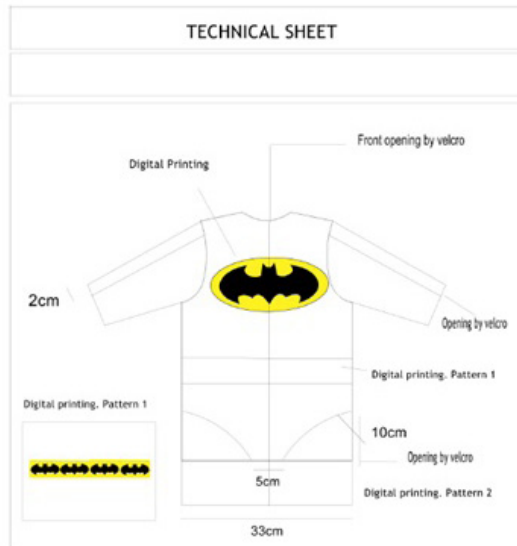 TECHNICAL SHEET
Front opening by velcro
Digital Printing
2cm
Opening by velcro
Digital printing. Pattern 1
Digital printing. Pattern 1
10cm
Opening by velcro
5cm
Digital printing. Pattern 2
33cm